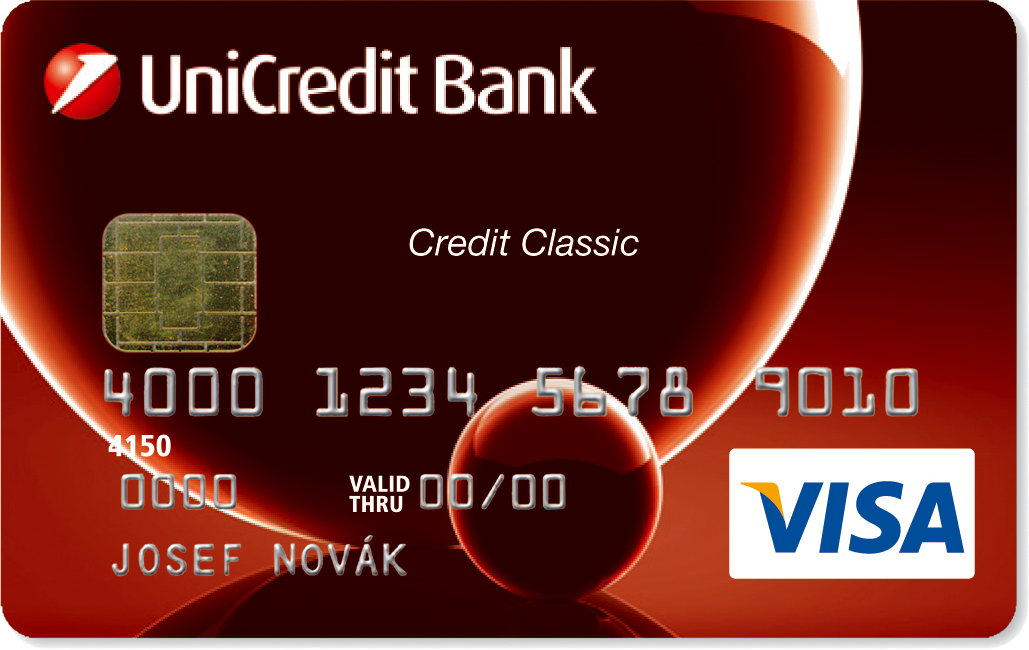 UniCredit Bank
Credit Classic
4000 1234 5678 9010
4150
0000 VALID THRU 00/00
JOSEF NOVÁK
VISA